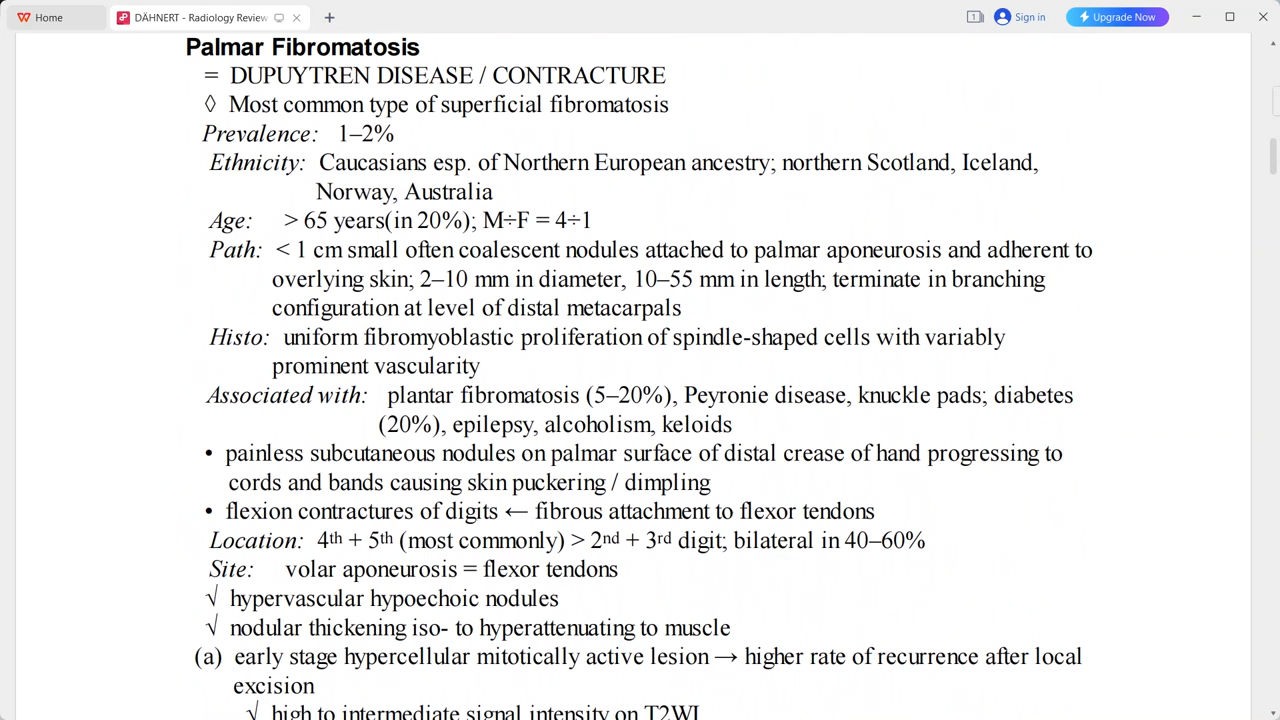 Home
DÄHNERT - Radiology Review
1
Sign in
Upgrade Now
Palmar Fibromatosis
= DUPUYTREN DISEASE / CONTRACTURE
◊ Most common type of superficial fibromatosis
Prevalence: 1–2%
Ethnicity: Caucasians esp. of Northern European ancestry; northern Scotland, Iceland,
Norway, Australia
Age: > 65 years(in 20%); M÷F = 4÷1
Path: < 1 cm small often coalescent nodules attached to palmar aponeurosis and adherent to
overlying skin; 2–10 mm in diameter, 10–55 mm in length; terminate in branching
configuration at level of distal metacarpals
Histo: uniform fibromyoblastic proliferation of spindle-shaped cells with variably
prominent vascularity
Associated with: plantar fibromatosis (5–20%), Peyronie disease, knuckle pads; diabetes
(20%), epilepsy, alcoholism, keloids
• painless subcutaneous nodules on palmar surface of distal crease of hand progressing to
cords and bands causing skin puckering / dimpling
• flexion contractures of digits ← fibrous attachment to flexor tendons
Location: 4th + 5th (most commonly) > 2nd + 3rd digit; bilateral in 40–60%
Site: volar aponeurosis = flexor tendons
√ hypervascular hypoechoic nodules
√ nodular thickening iso- to hyperattenuating to muscle
(a) early stage hypercellular mitotically active lesion → higher rate of recurrence after local
excision
√ high to intermediate signal intensity on T2WI